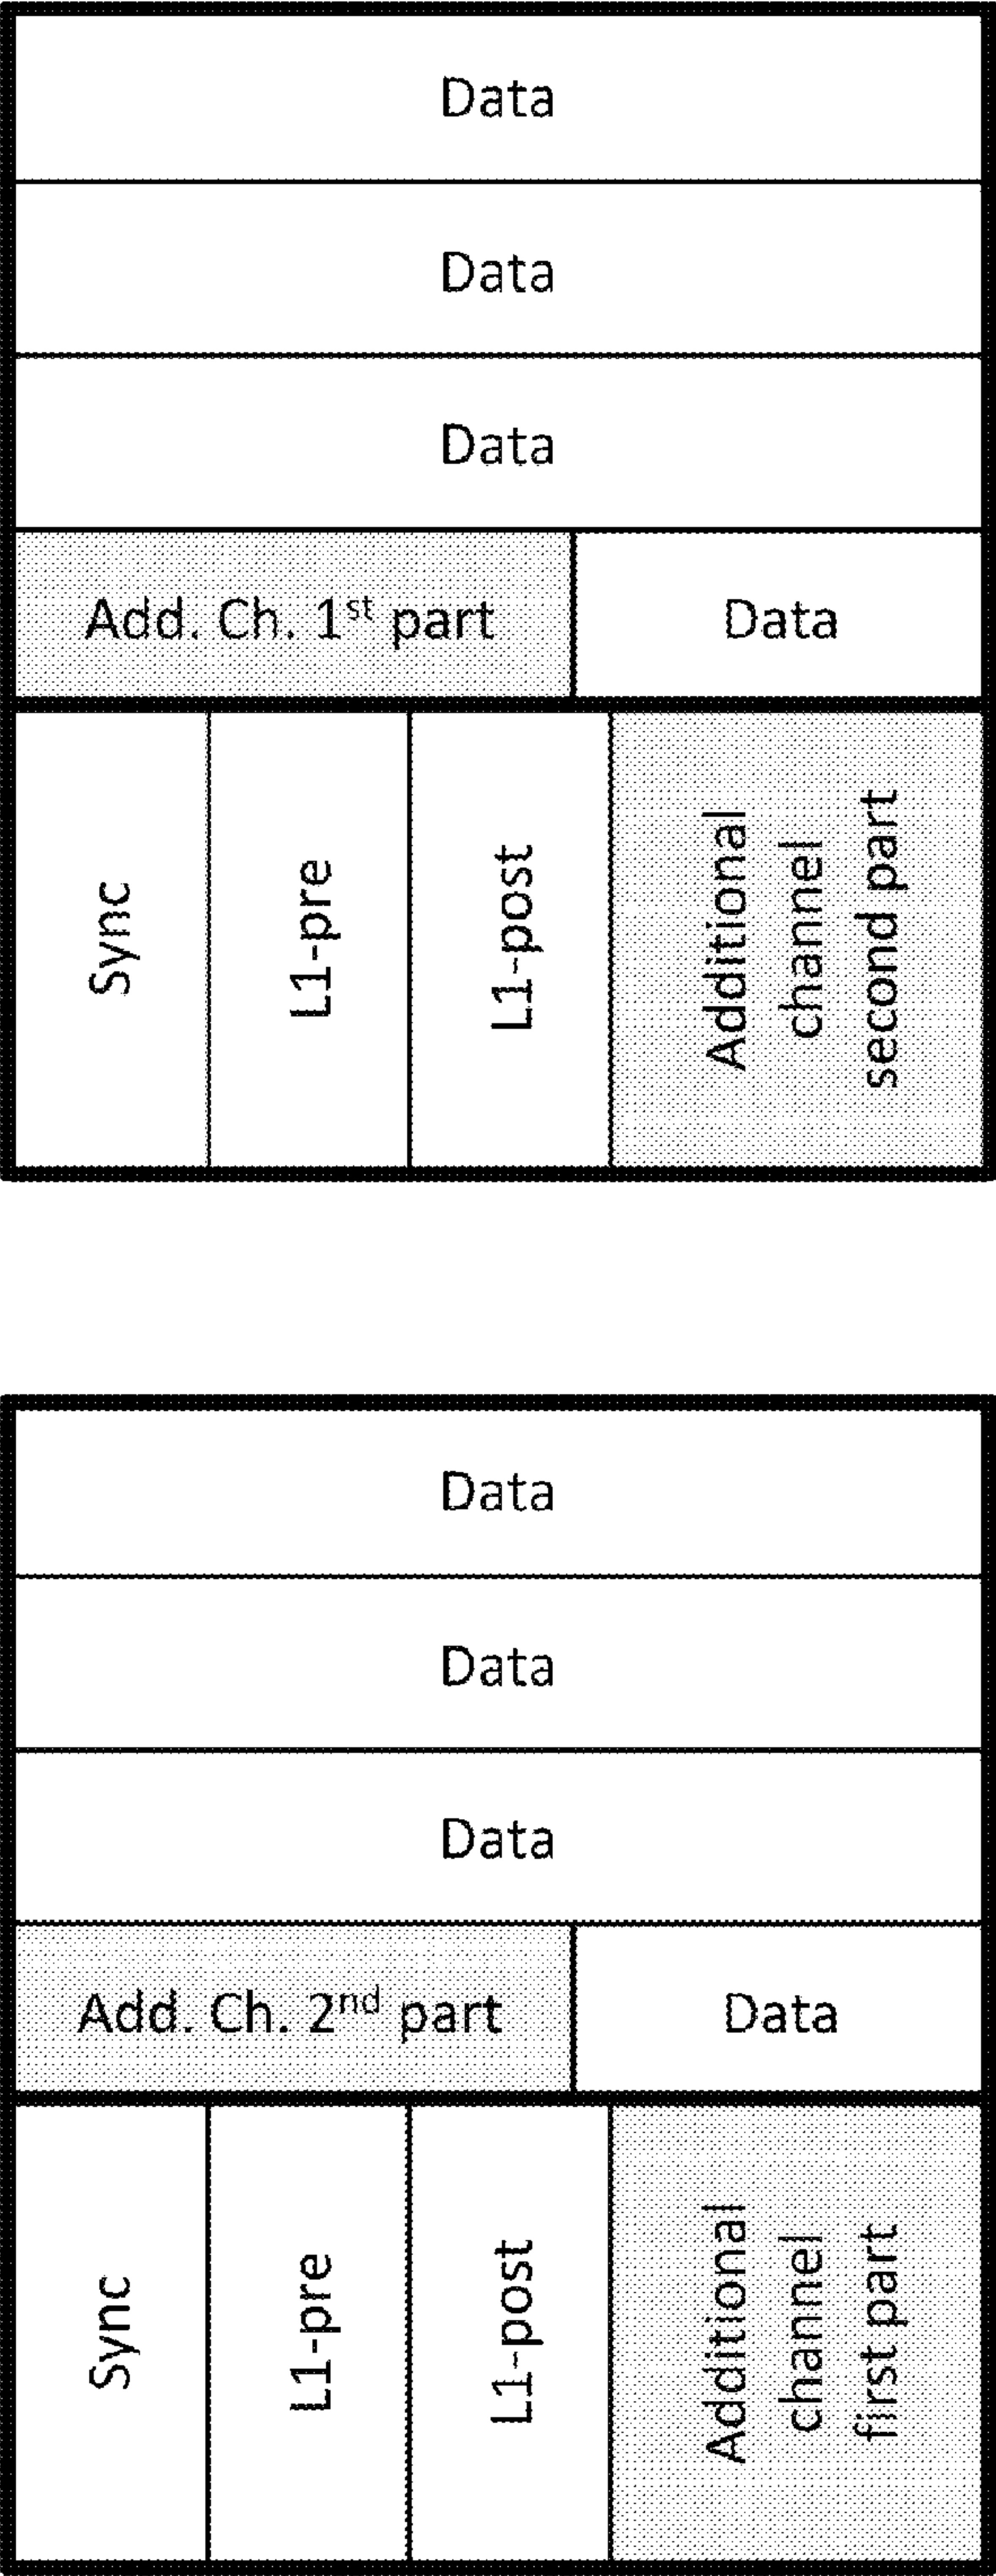 Data
Data
Data
Add. Ch. 1st part
Data
Sync
L1-pre
L1-post
Additional
channel
second part
Data
Data
Data
Add. Ch. 2nd part
Data
Sync
L1-pre
L1-post
Additional
channel
first part